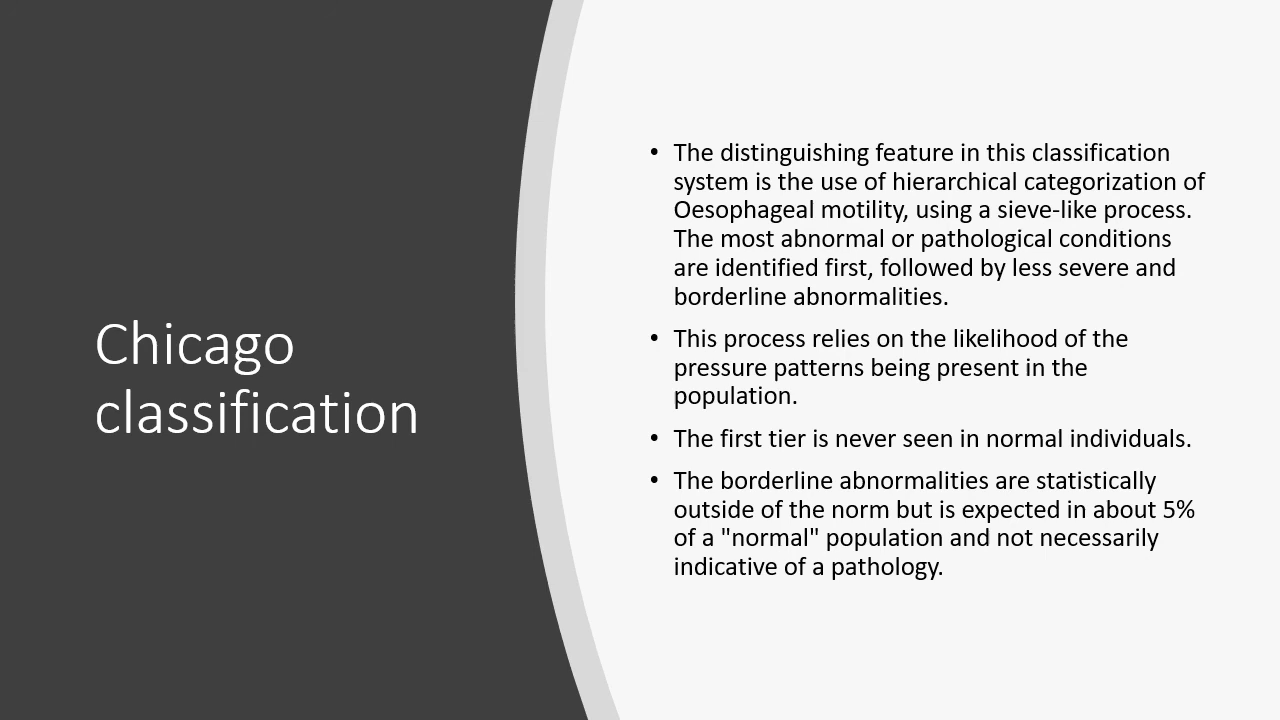 Chicago
classification
• The distinguishing feature in this classification
system is the use of hierarchical categorization of
Oesophageal motility, using a sieve-like process.
The most abnormal or pathological conditions
are identified first, followed by less severe and
borderline abnormalities.
• This process relies on the likelihood of the
pressure patterns being present in the
population.
• The first tier is never seen in normal individuals.
• The borderline abnormalities are statistically
outside of the norm but is expected in about 5%
of a "normal" population and not necessarily
indicative of a pathology.